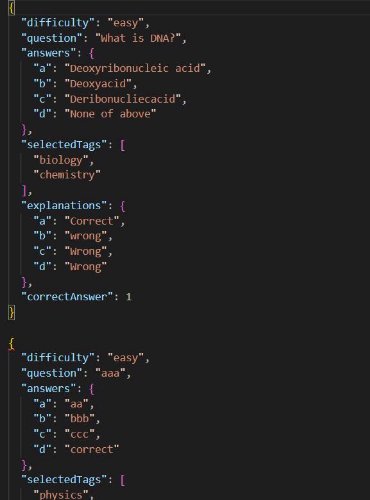 {
"difficulty": "easy",
"question": "What is DNA?",
"answers": {
"a": "Deoxyribonucleic acid",
"b": "Deoxyacid",
"c": "Deribonucliecacid",
"d": "None of above"
},
"selectedTags": [
"biology",
"chemistry"
],
"explanations": {
"a": "Correct",
"b": "wrong",
"c": "Wrong",
"d": "Wrong"
},
"correctAnswer": 1
}
{
"difficulty": "easy",
"question": "aaa",
"answers": {
"a": "aa",
"b": "bbb",
"c": "ccc",
"d": "correct"
},
"selectedTags": [
"physics",